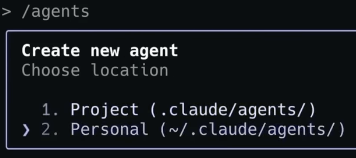 > /agents
Create new agent
Choose location
1. Project (.claude/agents/)
❯ 2. Personal (~/.claude/agents/)